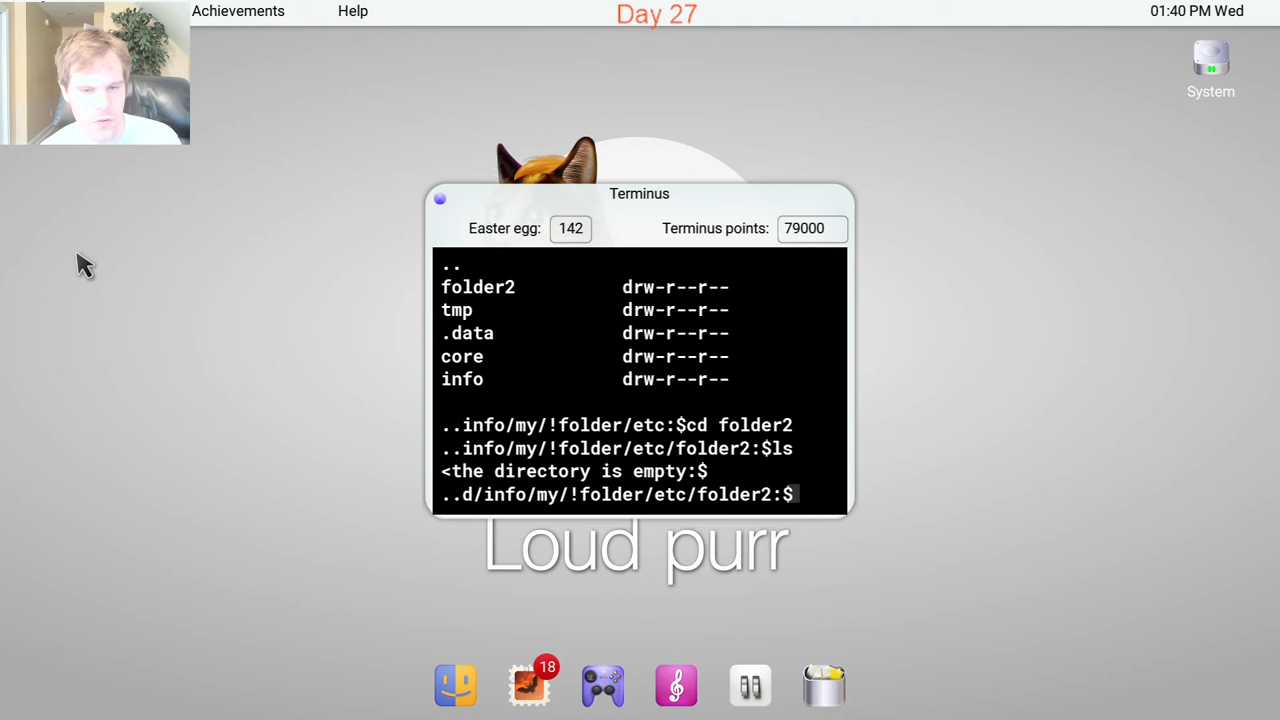 Achievements Help Day 27 01:40 PM Wed
System
Terminus
Easter egg: 142 Terminus points: 79000
..
folder2 drw-r--r--
tmp drw-r--r--
.data drw-r--r--
core drw-r--r--
info drw-r--r--
..info/my/!folder/etc:$cd folder2
..info/my/!folder/etc/folder2:$ls
<the directory is empty:$
..d/info/my/!folder/etc/folder2:$
Loud purr
18